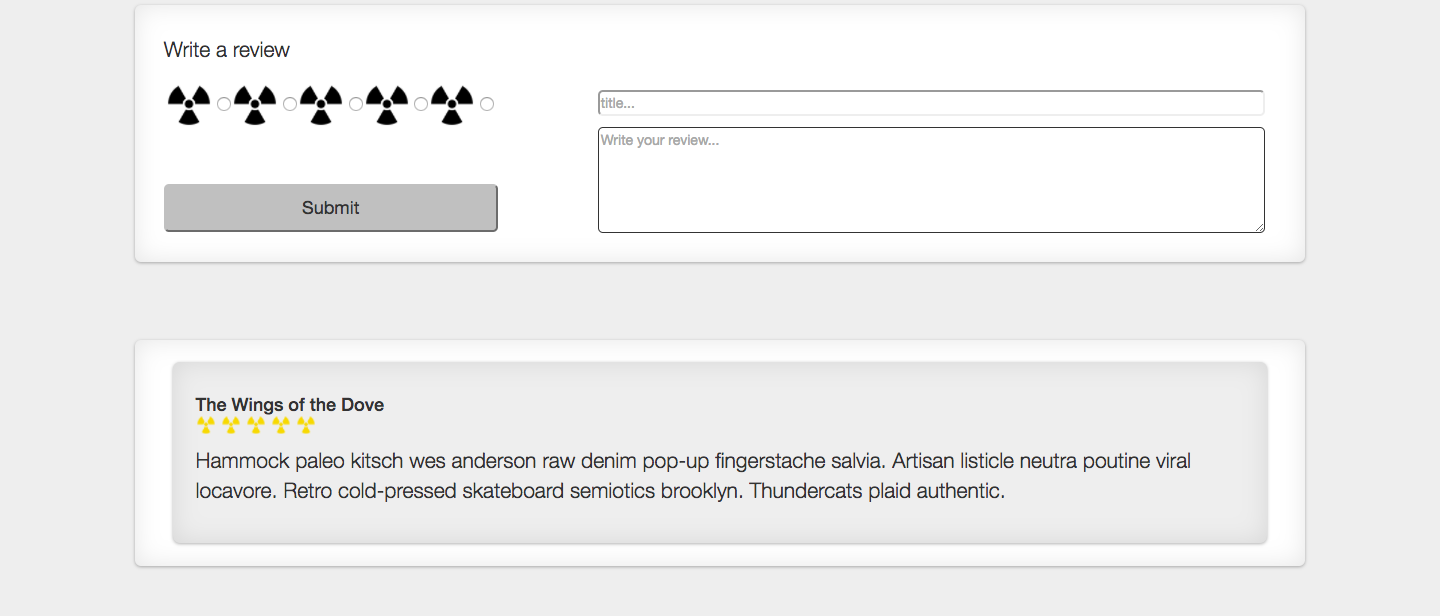 Write a review
title...
Write your review...
Submit
The Wings of the Dove
Hammock paleo kitsch wes anderson raw denim pop-up fingerstache salvia. Artisan listicle neutra poutine viral
locavore. Retro cold-pressed skateboard semiotics brooklyn. Thundercats plaid authentic.